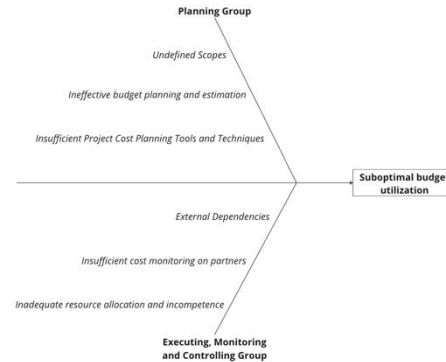 Planning Group
Undefined Scopes
Ineffective budget planning and estimation
Insufficient Project Cost Planning Tools and Techniques
Suboptimal budge
utilization
External Dependencies
Insufficient cost monitoring on partners
Inadequate resource allocation and incompetence
Executing, Monitoring
and Controlling Group